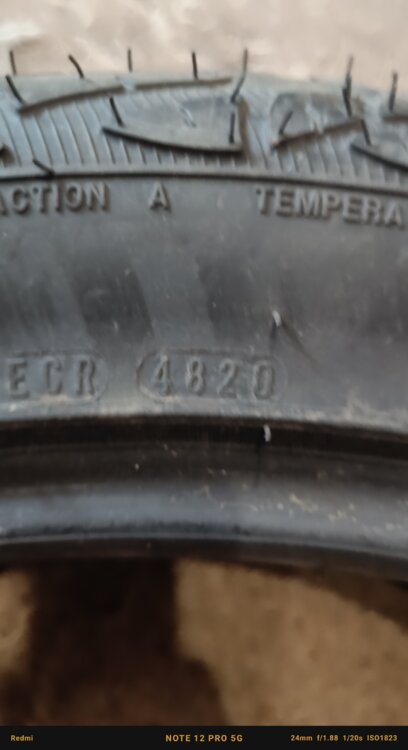 ACTION A TEMPERA
ECR 4820
Redmi NOTE 12 PRO 5G 24mm f/1.88 1/20s ISO1823